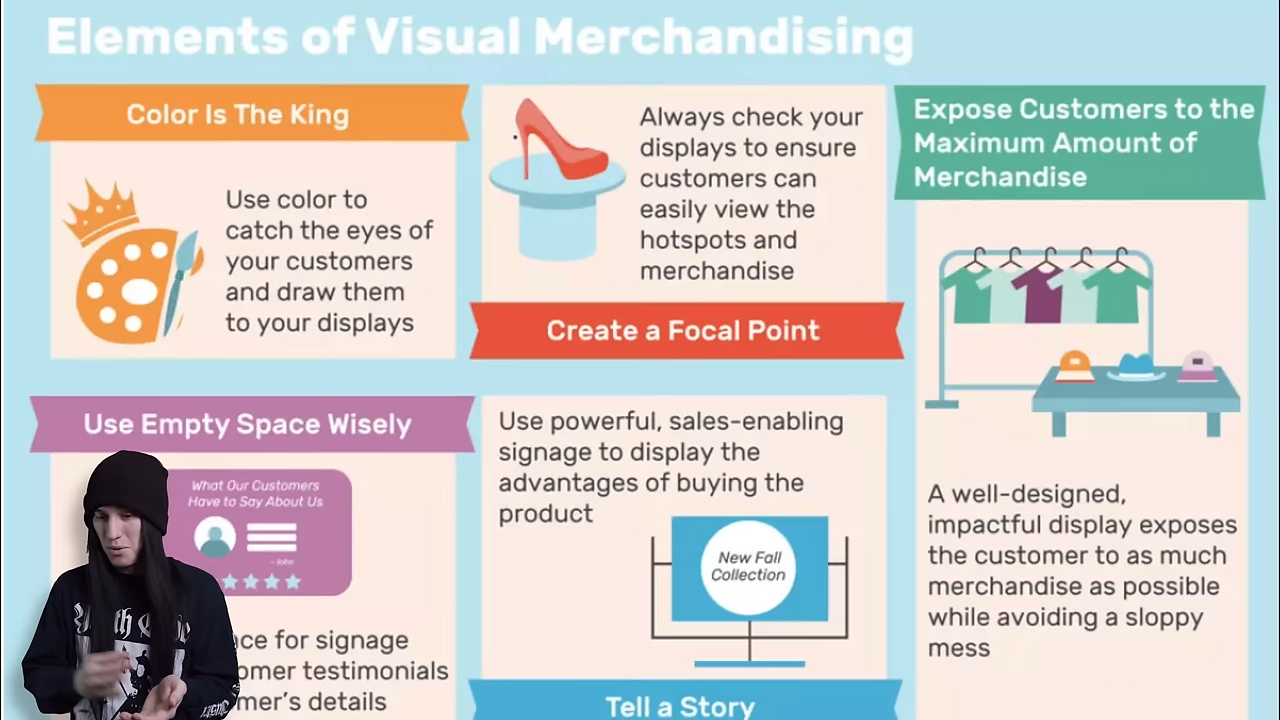 Elements of Visual Merchandising
Color Is The King
Use color to
catch the eyes of
your customers
and draw them
to your displays
Always check your
displays to ensure
customers can
easily view the
hotspots and
merchandise
Create a Focal Point
Expose Customers to the
Maximum Amount of
Merchandise
A well-designed,
impactful display exposes
the customer to as much
merchandise as possible
while avoiding a sloppy
mess
Use Empty Space Wisely
What Our Customers
Have to Say About Us
– John
for signage
testimonials
details
Use powerful, sales-enabling
signage to display the
advantages of buying the
product
New Fall
Collection
Tell a Story